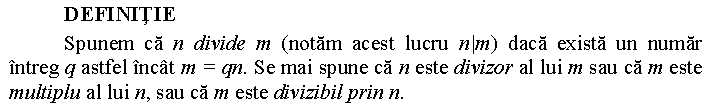 DEFINIȚIE
Spunem că n divide m (notăm acest lucru n|m) dacă există un număr
întreg q astfel încât m = qn. Se mai spune că n este divizor al lui m sau că m este
multiplu al lui n, sau că m este divizibil prin n.